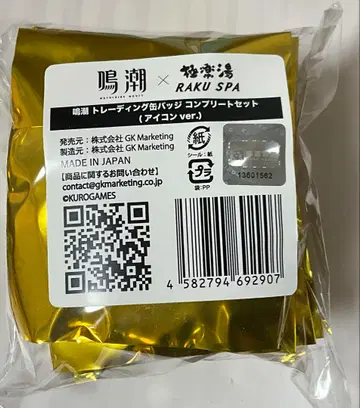 鳴潮 × 極楽湯
WUTHERING WAVES RAKU SPA
鳴潮 トレーディング缶バッジ コンプリートセット
(アイコン ver.)
発売元：株式会社 GK Marketing
製造元：株式会社 GK Marketing
MADE IN JAPAN
【商品に関するお問い合わせ】
contact@gkmarketing.co.jp
©KUROGAMES
紙
シール：紙
プラ
袋：PP
13691562
4 582794 692907